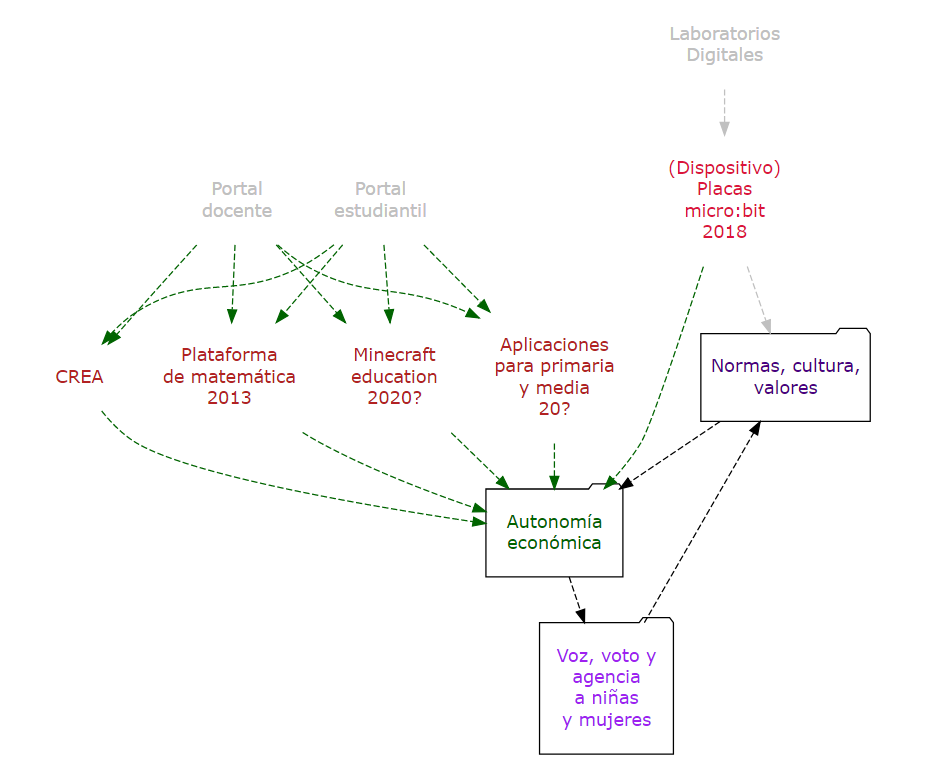 Laboratorios
Digitales
(Dispositivo)
Placas
micro:bit
2018
Portal
docente
Portal
estudiantil
CREA
Plataforma
de matemática
2013
Minecraft
education
2020?
Aplicaciones
para primaria
y media
20?
Normas, cultura,
valores
Autonomía
económica
Voz, voto y
agencia
a niñas
y mujeres